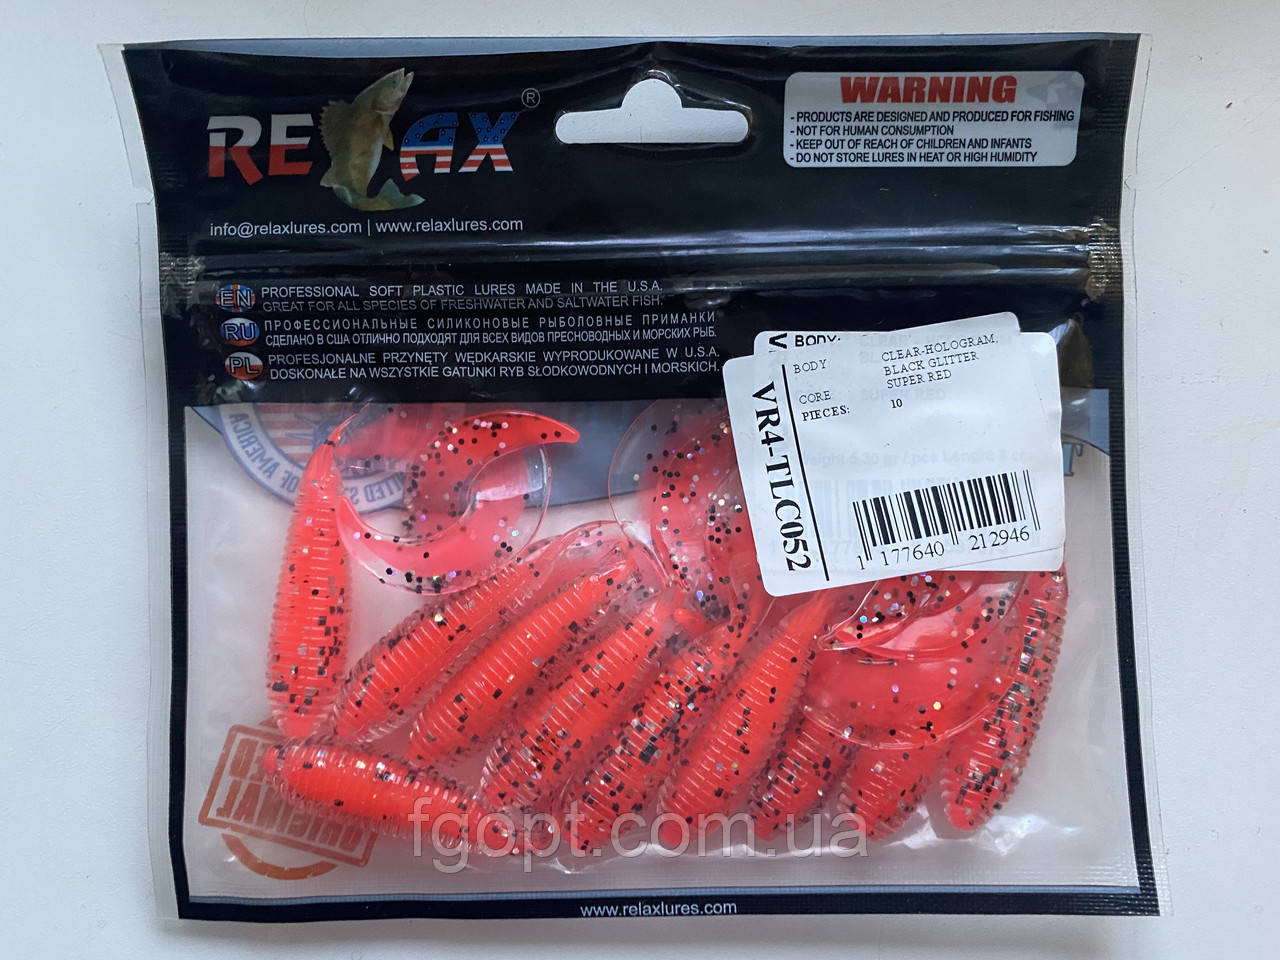 RELAX®
info@relaxlures.com | www.relaxlures.com
WARNING
- PRODUCTS ARE DESIGNED AND PRODUCED FOR FISHING
- NOT FOR HUMAN CONSUMPTION
- KEEP OUT OF REACH OF CHILDREN AND INFANTS
- DO NOT STORE LURES IN HEAT OR HIGH HUMIDITY
EN PROFESSIONAL SOFT PLASTIC LURES MADE IN THE U.S.A.
GREAT FOR ALL SPECIES OF FRESHWATER AND SALTWATER FISH.
RU ПРОФЕССИОНАЛЬНЫЕ СИЛИКОНОВЫЕ РЫБОЛОВНЫЕ ПРИМАНКИ
СДЕЛАНО В США ОТЛИЧНО ПОДХОДЯТ ДЛЯ ВСЕХ ВИДОВ ПРЕСНОВОДНЫХ И МОРСКИХ РЫБ.
PL PROFESJONALNE PRZYNĘTY WĘDKARSKIE WYPRODUKOWANE W U.S.A.
DOSKONAŁE NA WSZYSTKIE GATUNKI RYB SŁODKOWODNYCH I MORSKICH.
BODY:
BODY CLEAR-HOLOGRAM,
BLACK GLITTER
CORE: SUPER RED
PIECES: 10
VR4-TLC052
1 177640 212946
OF AMERICA
ORIGINAL
fgopt.com.ua
www.relaxlures.com